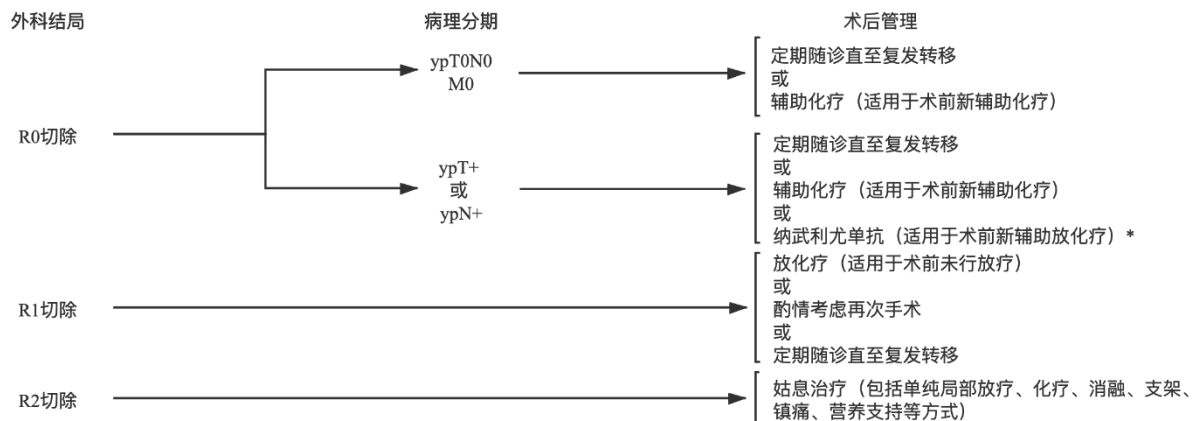 外科结局
病理分期
术后管理
R0切除
ypT0N0
M0
定期随诊直至复发转移
或
辅助化疗（适用于术前新辅助化疗）
ypT+
或
ypN+
定期随诊直至复发转移
或
辅助化疗（适用于术前新辅助化疗）
或
纳武利尤单抗（适用于术前新辅助放化疗）*
R1切除
放化疗（适用于术前未行放疗）
或
酌情考虑再次手术
或
定期随诊直至复发转移
R2切除
姑息治疗（包括单纯局部放疗、化疗、消融、支架、
镇痛、营养支持等方式）